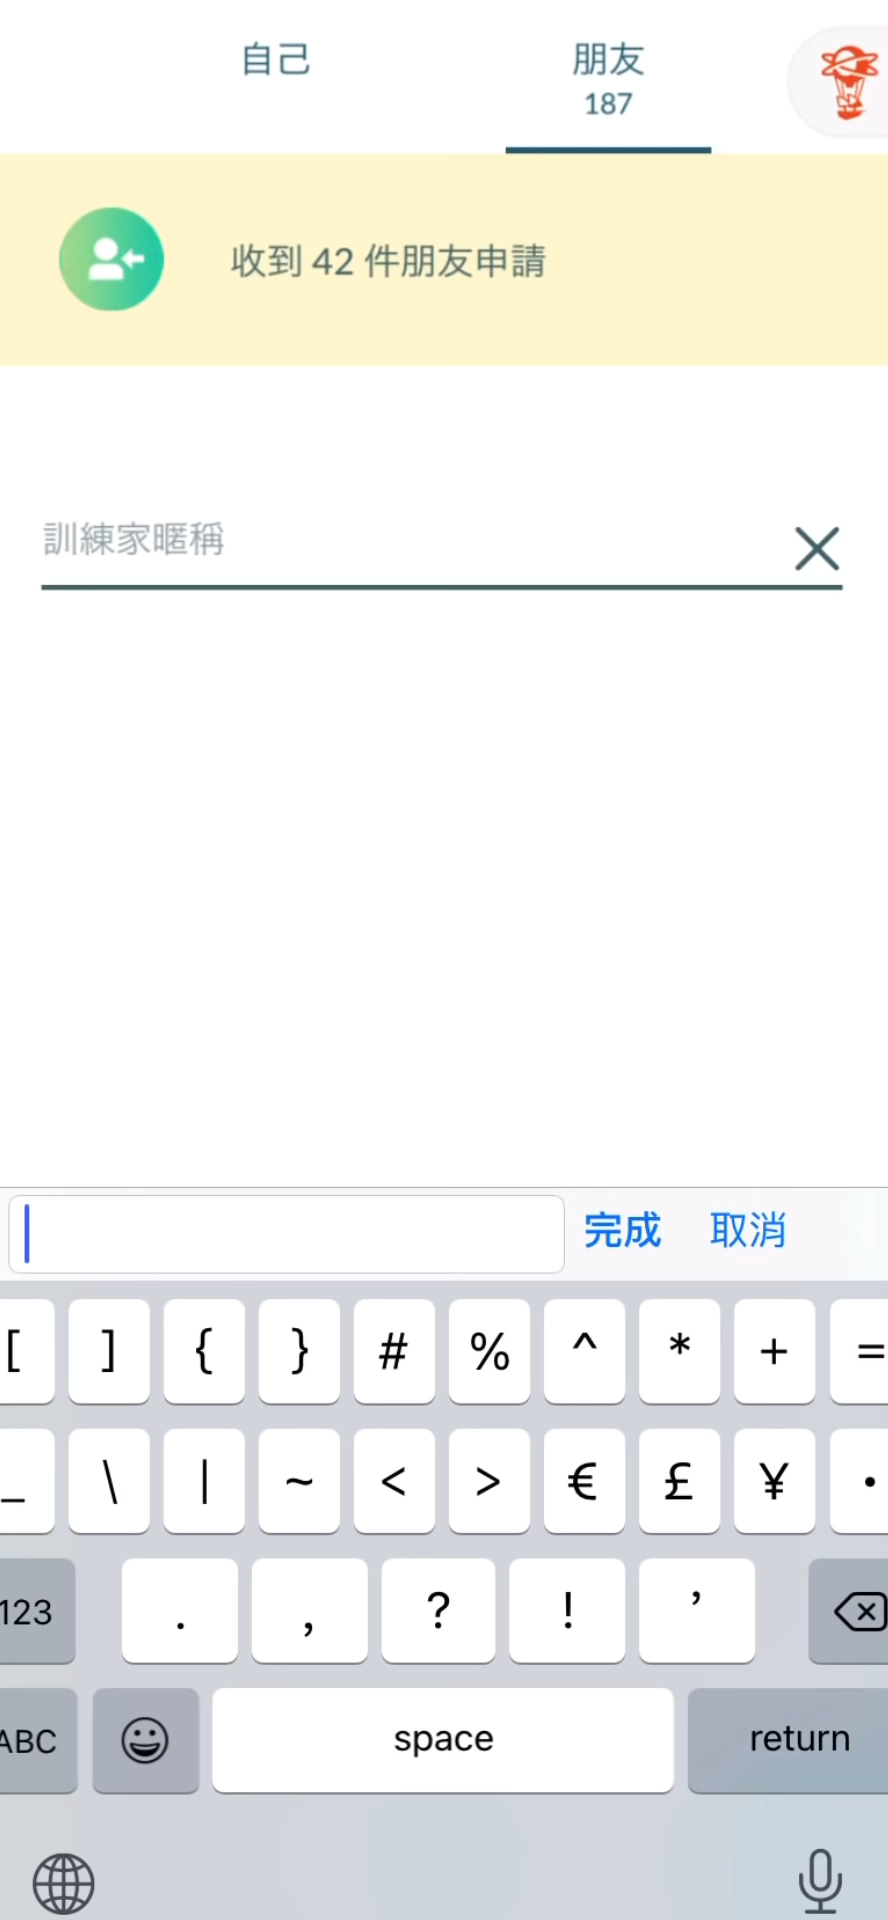 自己
朋友
187
收到 42 件朋友申請
訓練家暱稱
完成 取消
[ ] { } # % ^ * + =
_ \ | ~ < > € £ ¥ •
123 . , ? ! ’
ABC space return